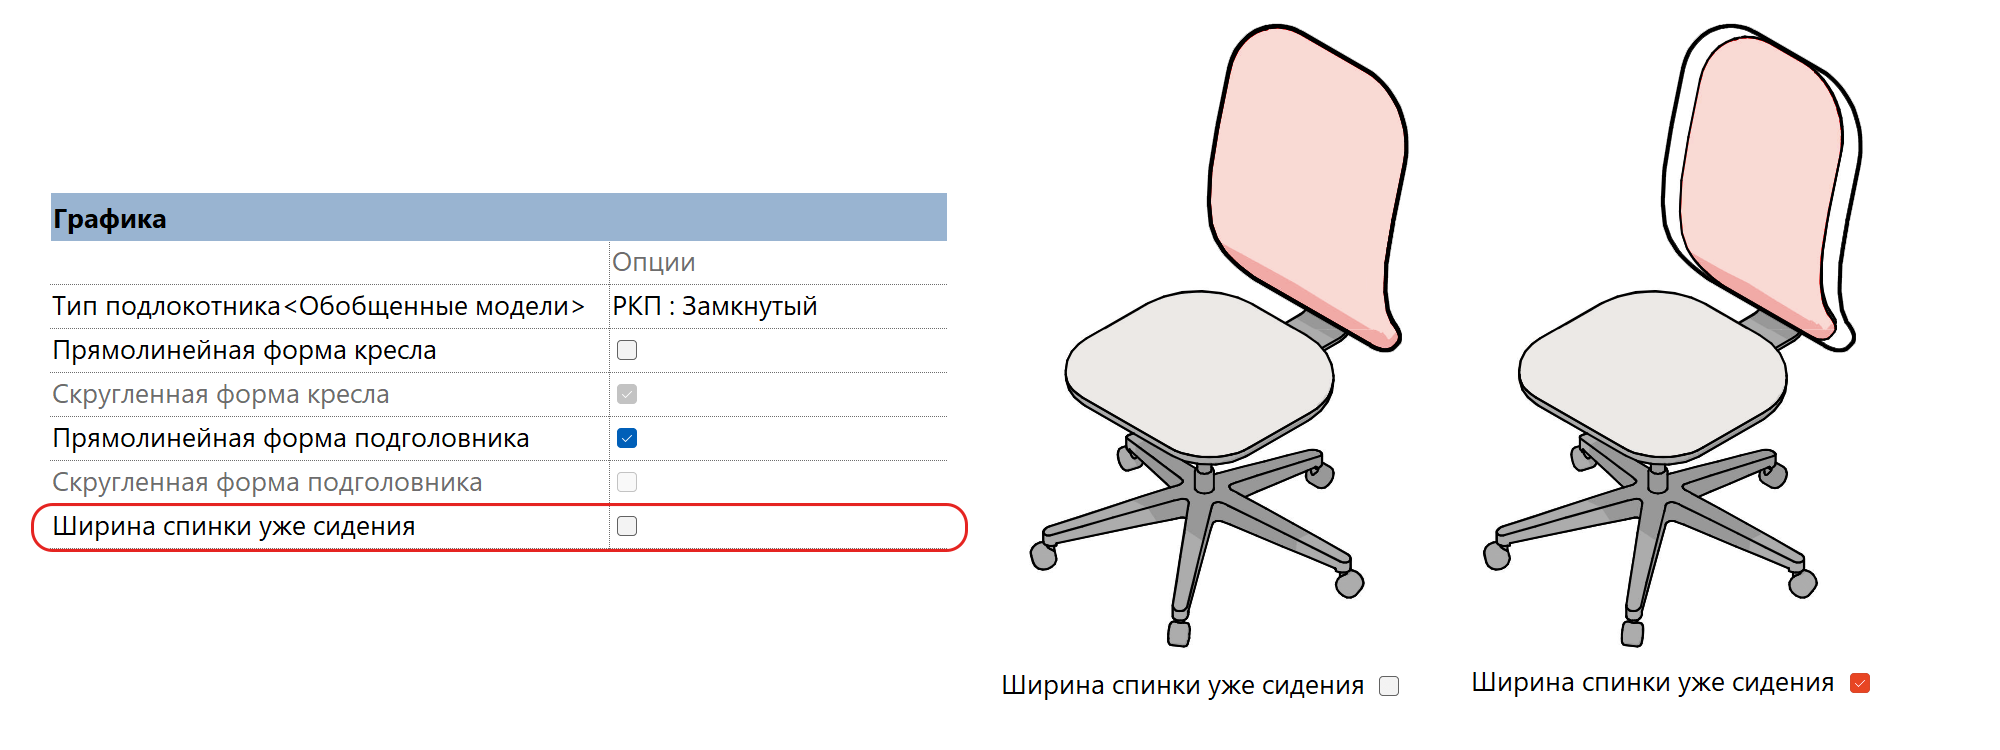 Графика
Опции
Тип подлокотника<Обобщенные модели> РКП : Замкнутый
Прямолинейная форма кресла
Скругленная форма кресла
Прямолинейная форма подголовника
Скругленная форма подголовника
Ширина спинки уже сидения
Ширина спинки уже сидения
Ширина спинки уже сидения